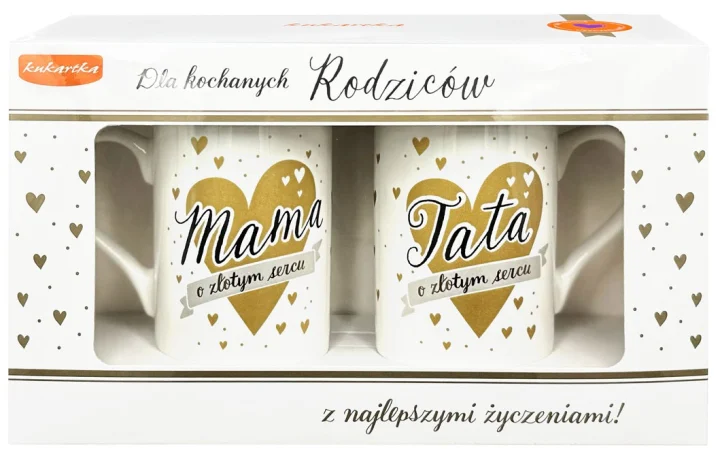 kukartka
Dla kochanych Rodziców
Mama
o złotym sercu
Tata
o złotym sercu
z najlepszymi życzeniami!